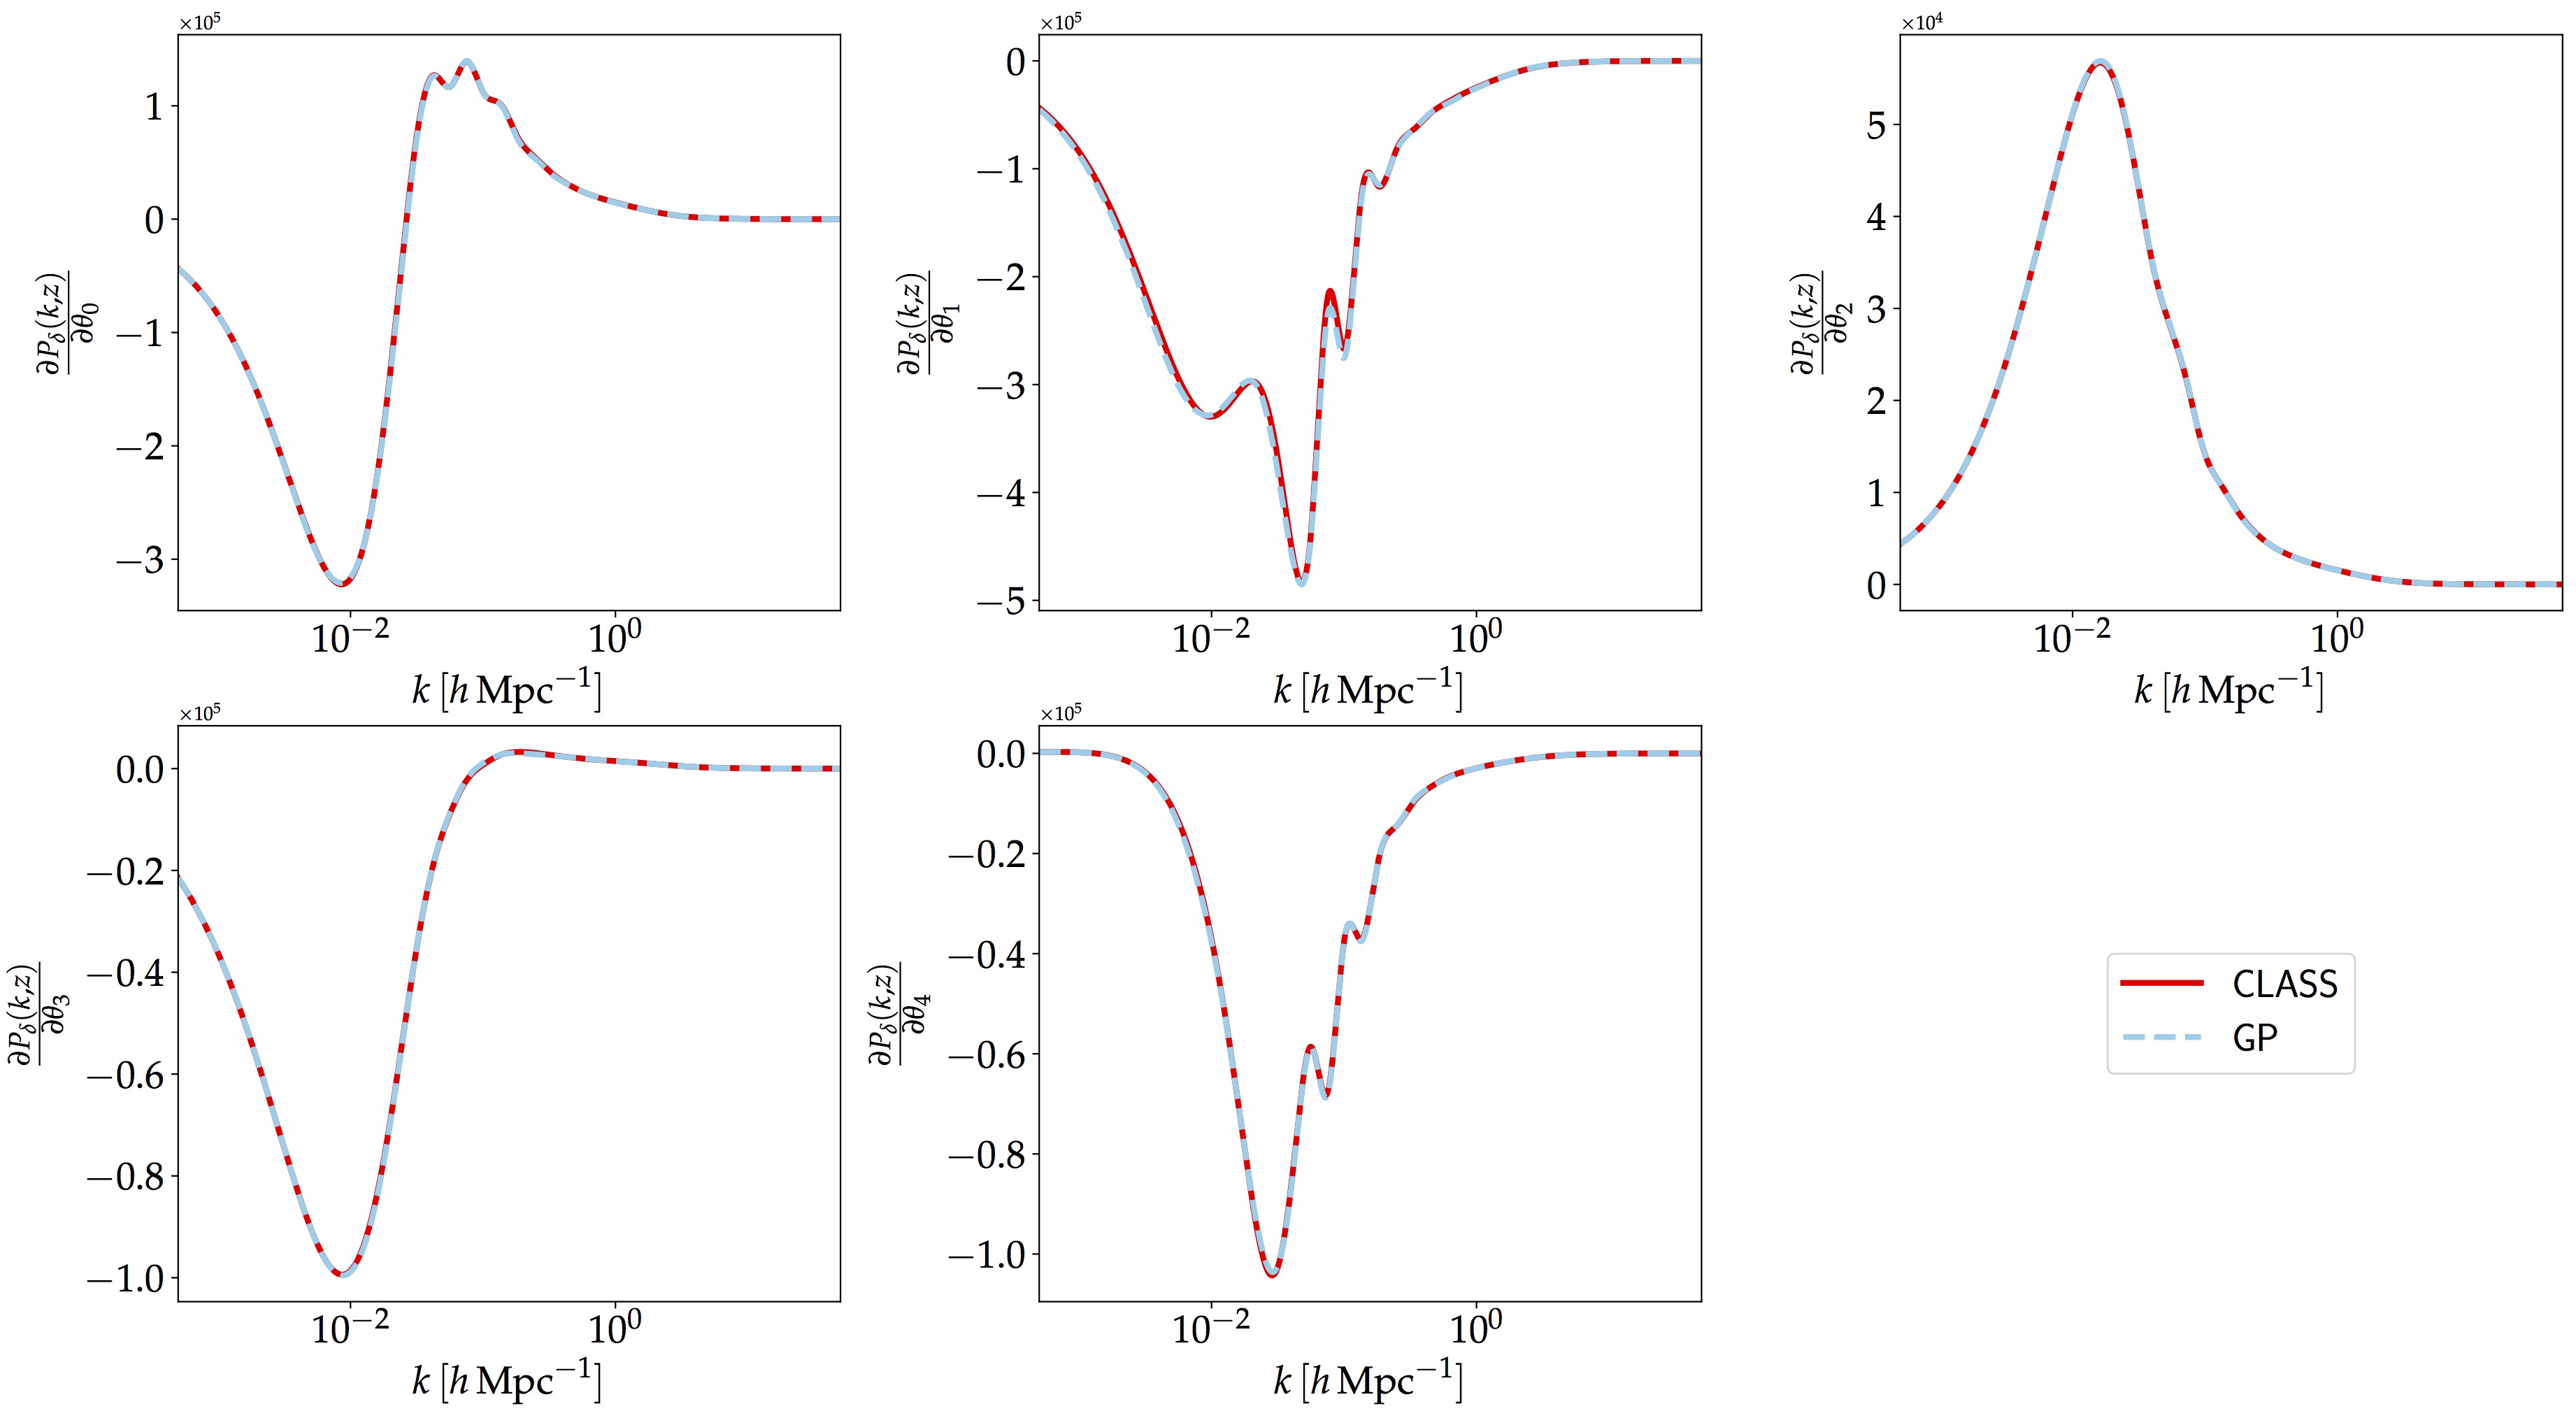 ×10⁵
1
0
−1
−2
−3
∂P_δ(k,z)
∂θ₀
10⁻² 10⁰
k [h Mpc⁻¹]
×10⁵
0
−1
−2
−3
−4
−5
∂P_δ(k,z)
∂θ₁
10⁻² 10⁰
k [h Mpc⁻¹]
×10⁴
5
4
3
2
1
0
∂P_δ(k,z)
∂θ₂
10⁻² 10⁰
k [h Mpc⁻¹]
×10⁵
0.0
−0.2
−0.4
−0.6
−0.8
−1.0
∂P_δ(k,z)
∂θ₃
10⁻² 10⁰
k [h Mpc⁻¹]
×10⁵
0.0
−0.2
−0.4
−0.6
−0.8
−1.0
∂P_δ(k,z)
∂θ₄
10⁻² 10⁰
k [h Mpc⁻¹]
CLASS
GP